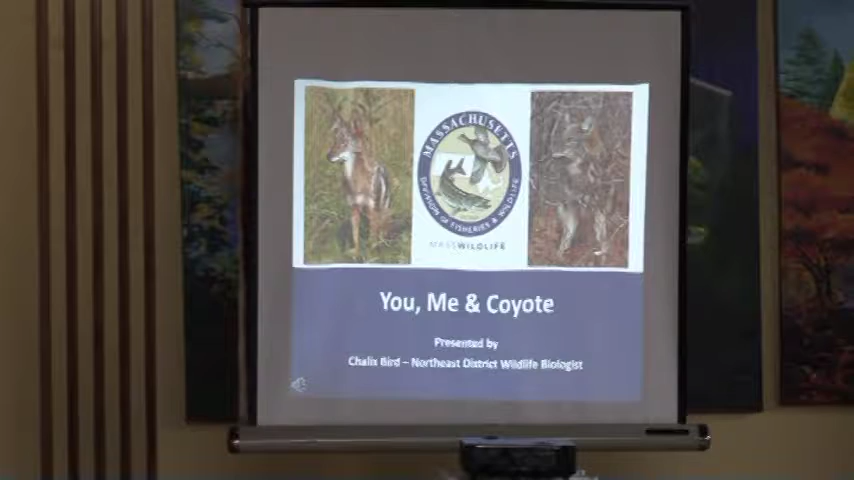 MASSACHUSETTS
DIVISION OF FISHERIES & WILDLIFE
MASSWILDLIFE
You, Me & Coyote
Presented by
Chalis Bird – Northeast District Wildlife Biologist